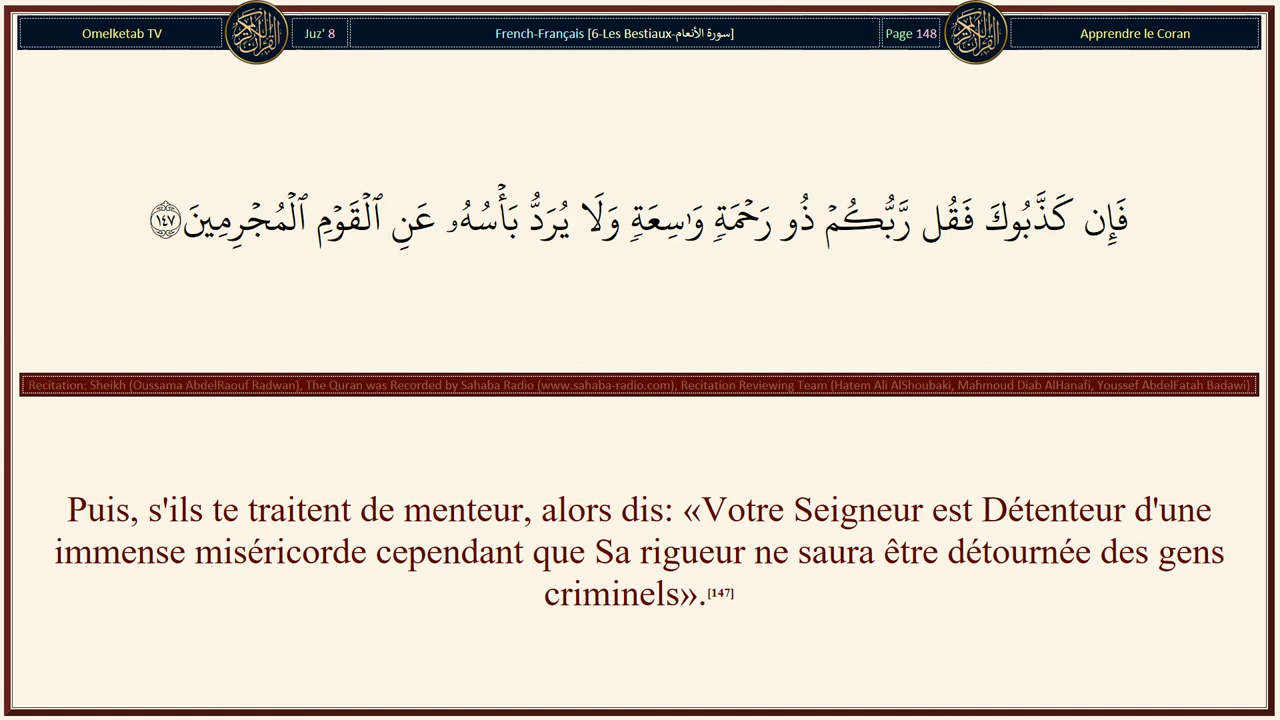 Omelketab TV
Juz' 8
French-Français [6-Les Bestiaux-سورة الأنعام]
Page 148
Apprendre le Coran
فَإِن كَذَّبُوكَ فَقُل رَّبُّكُمۡ ذُو رَحۡمَةٖ وَٰسِعَةٖ وَلَا يُرَدُّ بَأۡسُهُۥ عَنِ ٱلۡقَوۡمِ ٱلۡمُجۡرِمِينَ ١٤٧
Recitation: Sheikh (Oussama AbdelRaouf Radwan), The Quran was Recorded by Sahaba Radio (www.sahaba-radio.com), Recitation Reviewing Team (Hatem Ali AlShoubaki, Mahmoud Diab AlHanafi, Youssef AbdelFatah Badawi)
Puis, s'ils te traitent de menteur, alors dis: «Votre Seigneur est Détenteur d'une
immense miséricorde cependant que Sa rigueur ne saura être détournée des gens
criminels».[147]